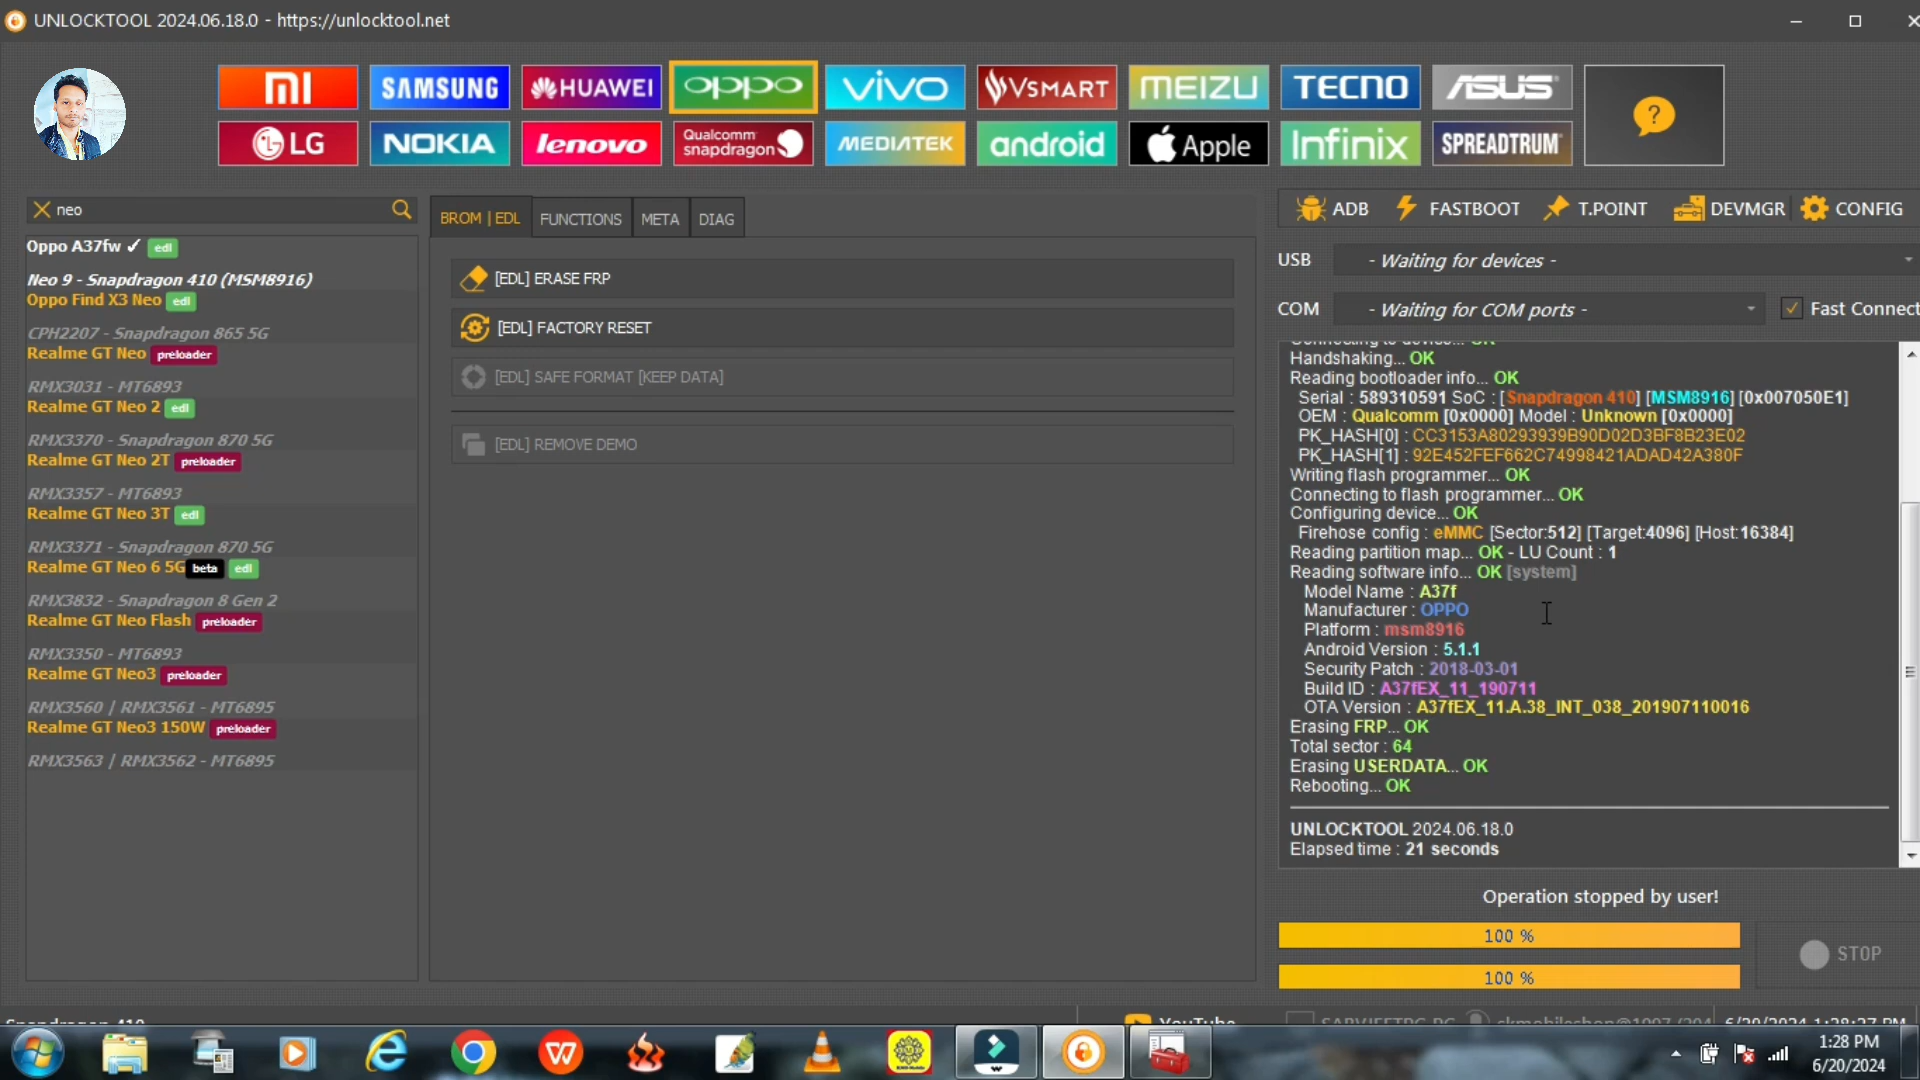 UNLOCKTOOL 2024.06.18.0 - https://unlocktool.net
mi
SAMSUNG
HUAWEI
oppo
vivo
VSMART
MEIZU
TECNO
ASUS
?
LG
NOKIA
lenovo
Qualcomm snapdragon
MEDIATEK
android
Apple
Infinix
SPREADTRUM
neo
Oppo A37fw ✓ edl
Neo 9 - Snapdragon 410 (MSM8916)
Oppo Find X3 Neo edl
CPH2207 - Snapdragon 865 5G
Realme GT Neo preloader
RMX3031 - MT6893
Realme GT Neo 2 edl
RMX3370 - Snapdragon 870 5G
Realme GT Neo 2T preloader
RMX3357 - MT6893
Realme GT Neo 3T edl
RMX3371 - Snapdragon 870 5G
Realme GT Neo 6 5G beta edl
RMX3832 - Snapdragon 8 Gen 2
Realme GT Neo Flash preloader
RMX3350 - MT6893
Realme GT Neo3 preloader
RMX3560 | RMX3561 - MT6895
Realme GT Neo3 150W preloader
RMX3563 | RMX3562 - MT6895
BROM | EDL FUNCTIONS META DIAG
[EDL] ERASE FRP
[EDL] FACTORY RESET
[EDL] SAFE FORMAT [KEEP DATA]
[EDL] REMOVE DEMO
ADB FASTBOOT T.POINT DEVMGR CONFIG
USB - Waiting for devices -
COM - Waiting for COM ports - Fast Connect
Connecting to device... OK
Handshaking... OK
Reading bootloader info... OK
Serial : 589310591 SoC : [Snapdragon 410] [MSM8916] [0x007050E1]
OEM : Qualcomm [0x0000] Model : Unknown [0x0000]
PK_HASH[0] : CC3153A80293939B90D02D3BF8B23E02
PK_HASH[1] : 92E452FEF662C74998421ADAD42A380F
Writing flash programmer... OK
Connecting to flash programmer... OK
Configuring device... OK
Firehose config : eMMC [Sector:512] [Target:4096] [Host:16384]
Reading partition map... OK - LU Count : 1
Reading software info... OK [system]
Model Name : A37f
Manufacturer : OPPO
Platform : msm8916
Android Version : 5.1.1
Security Patch : 2018-03-01
Build ID : A37fEX_11_190711
OTA Version : A37fEX_11.A.38_INT_038_201907110016
Erasing FRP... OK
Total sector : 64
Erasing USERDATA... OK
Rebooting... OK
UNLOCKTOOL 2024.06.18.0
Elapsed time : 21 seconds
Operation stopped by user!
100 %
STOP
100 %
Snapdragon 410
YouTube
1:28 PM
6/20/2024